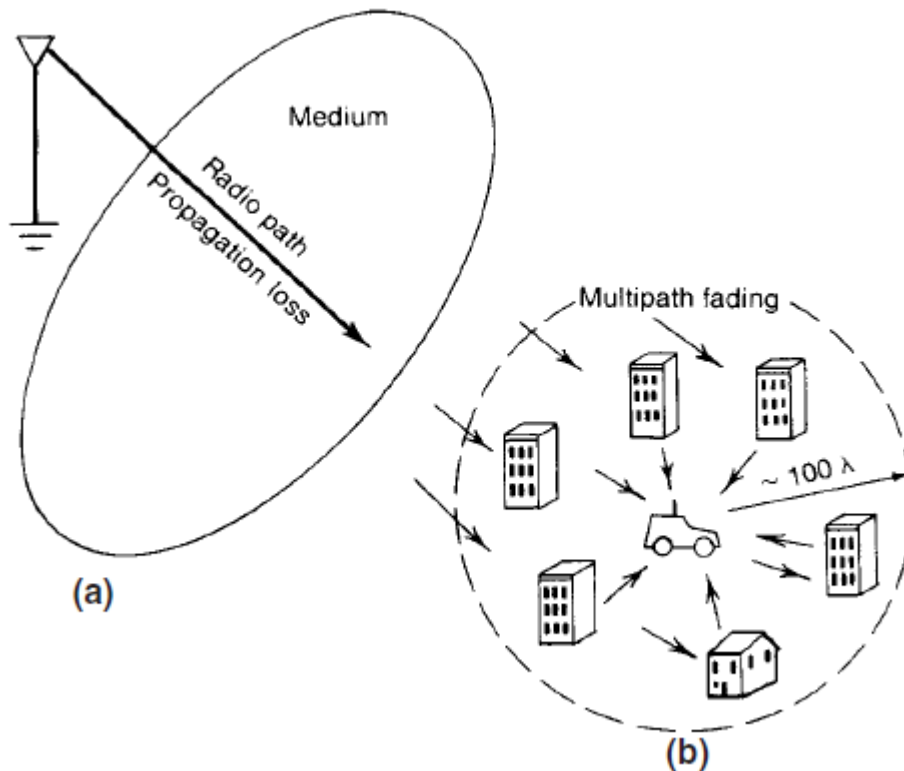 Medium
Radio path
Propagation loss
Multipath fading
~ 100 λ
(a)
(b)